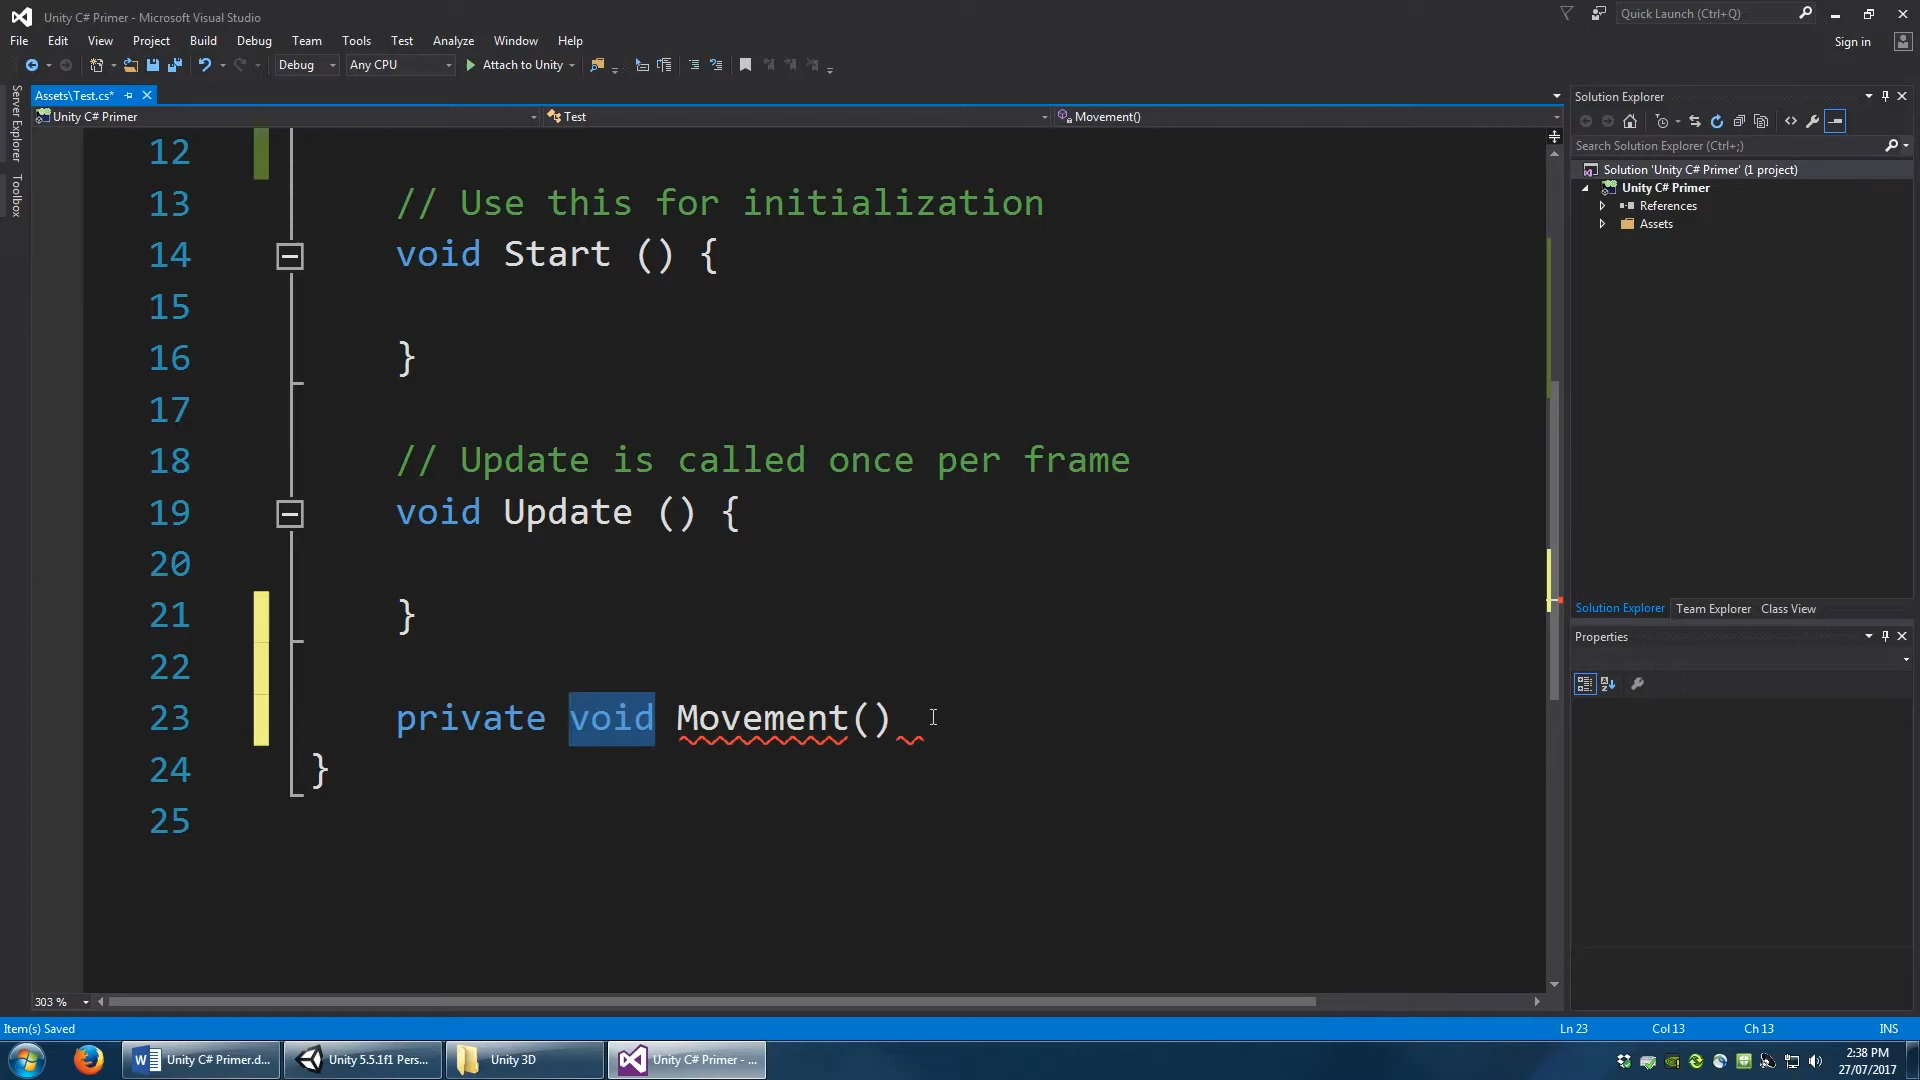 Unity C# Primer - Microsoft Visual Studio
Quick Launch (Ctrl+Q)
File Edit View Project Build Debug Team Tools Test Analyze Window Help
Sign in
Debug Any CPU Attach to Unity
Server Explorer
Toolbox
Assets\Test.cs*
Unity C# Primer Test Movement()
12
13 // Use this for initialization
14 void Start () {
15
16 }
17
18 // Update is called once per frame
19 void Update () {
20
21 }
22
23 private void Movement()
24 }
25
303 %
Solution Explorer
Search Solution Explorer (Ctrl+;)
Solution 'Unity C# Primer' (1 project)
Unity C# Primer
References
Assets
Solution Explorer Team Explorer Class View
Properties
Item(s) Saved
Ln 23 Col 13 Ch 13 INS
Unity C# Primer.d...
Unity 5.5.1f1 Pers...
Unity 3D
Unity C# Primer - ...
2:38 PM
27/07/2017